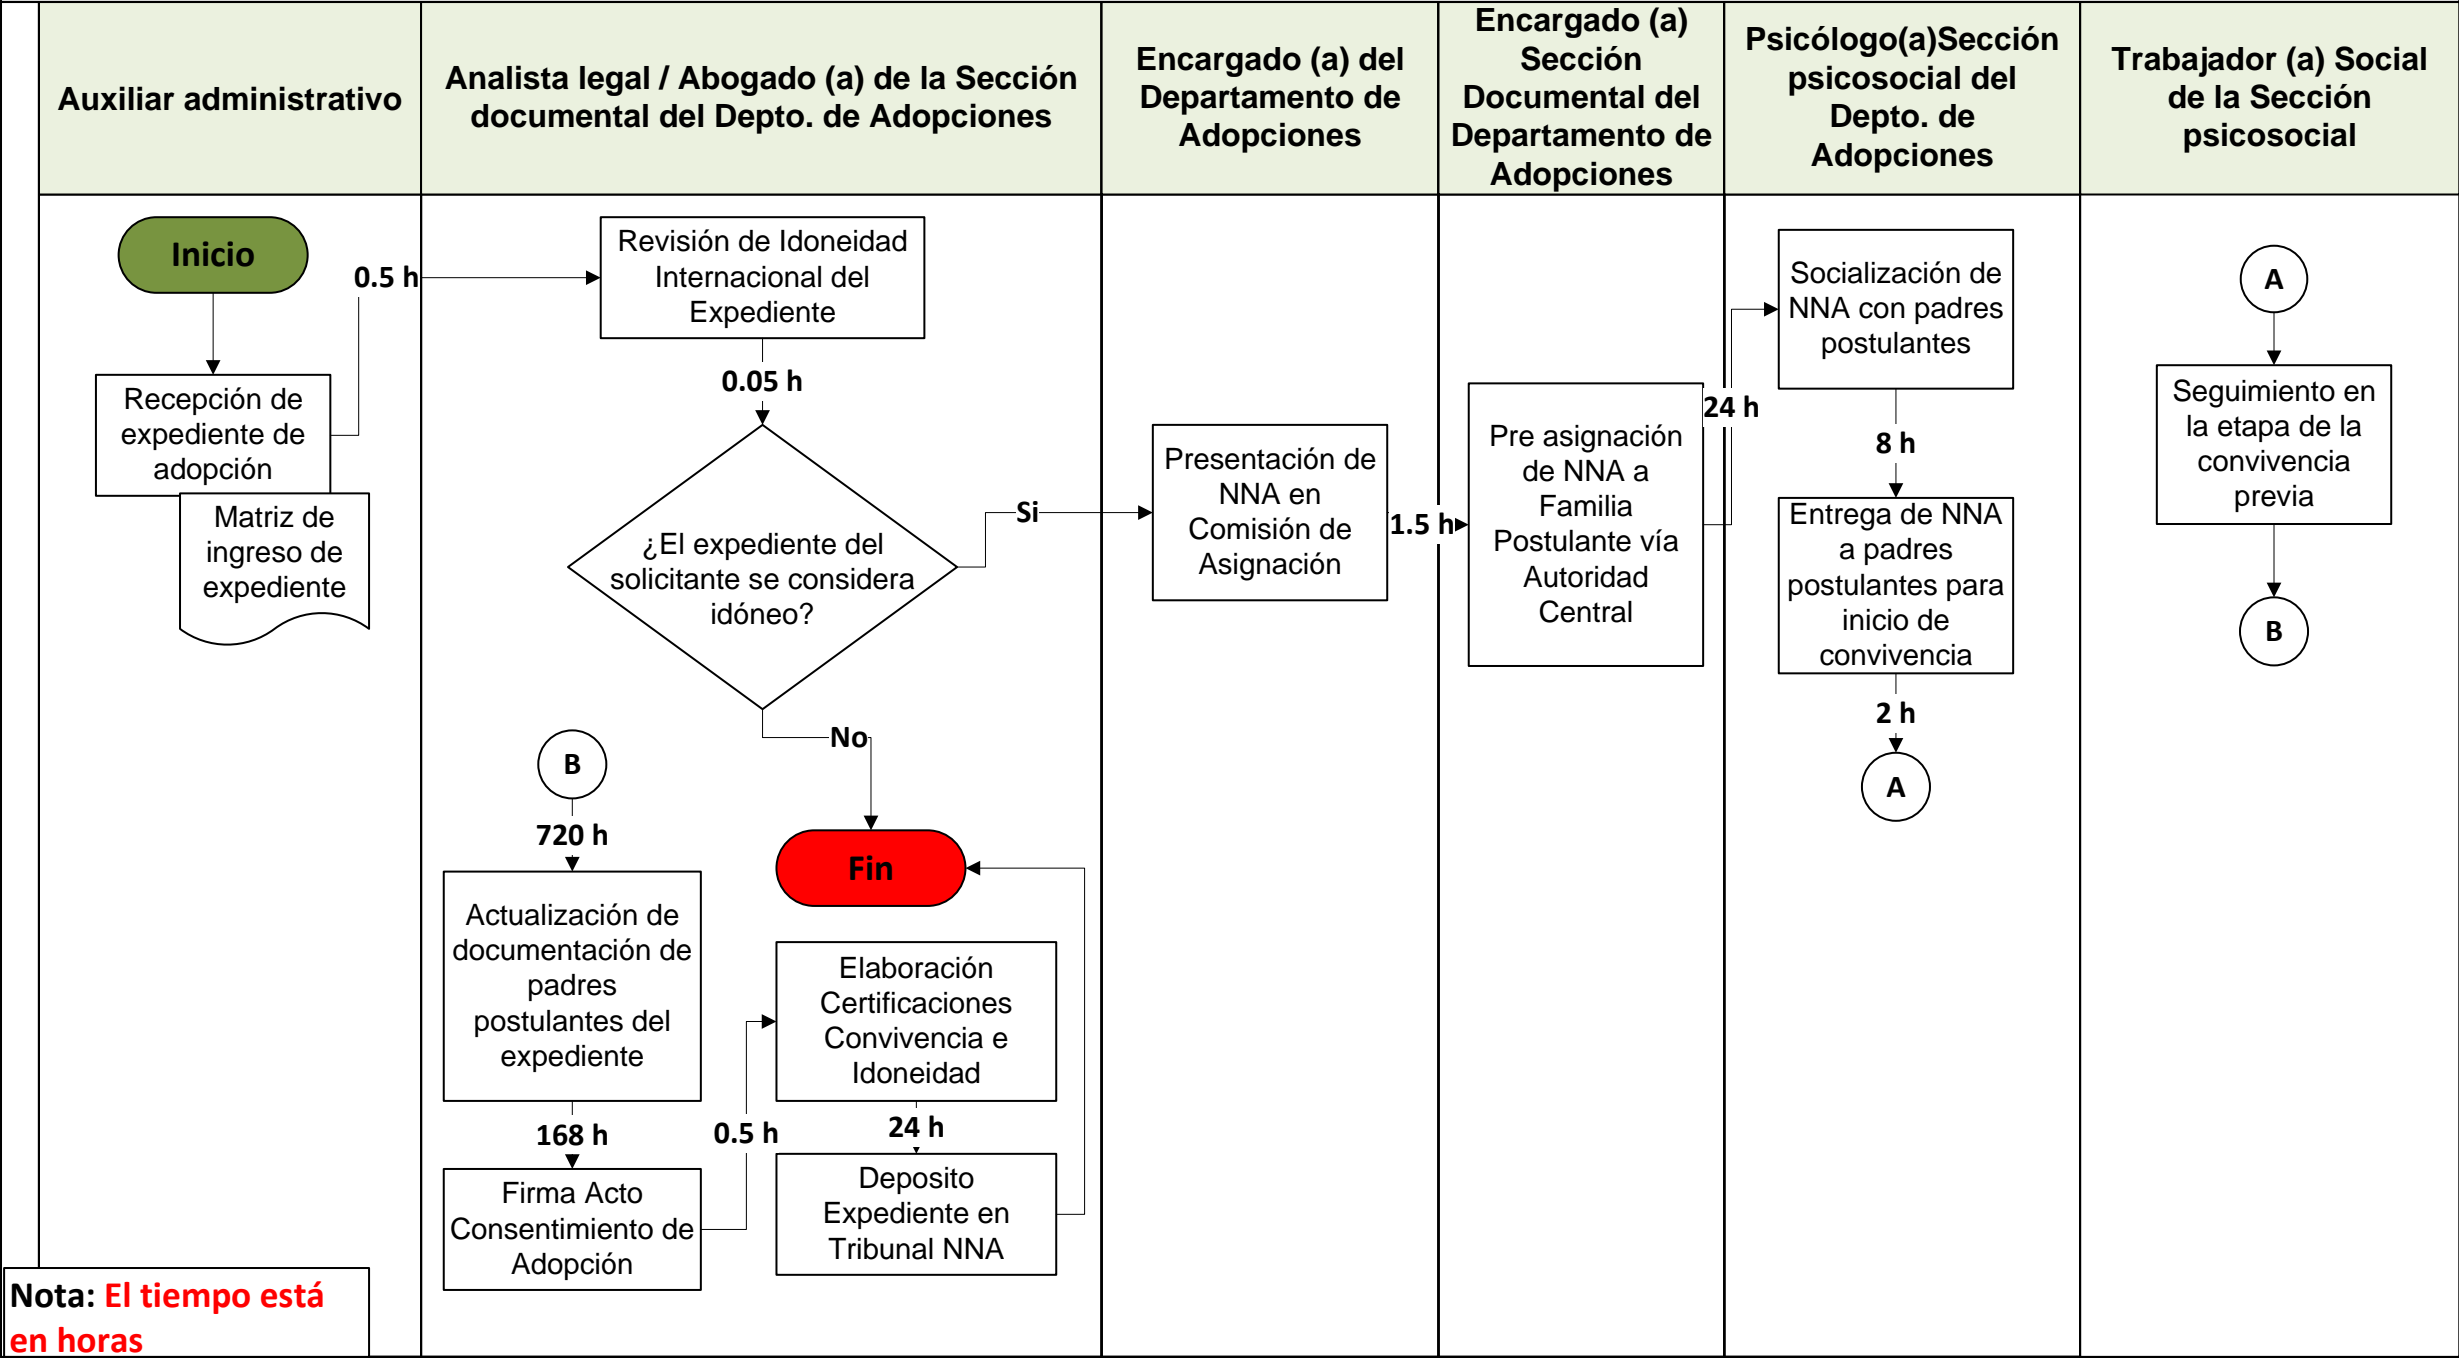 Auxiliar administrativo
Analista legal / Abogado (a) de la Sección
documental del Depto. de Adopciones
Encargado (a) del
Departamento de
Adopciones
Encargado (a)
Sección
Documental del
Departamento de
Adopciones
Psicólogo(a)Sección
psicosocial del
Depto. de
Adopciones
Trabajador (a) Social
de la Sección
psicosocial
Inicio
Recepción de
expediente de
adopción
Matriz de
ingreso de
expediente
0.5 h
Revisión de Idoneidad
Internacional del
Expediente
0.05 h
¿El expediente del
solicitante se considera
idóneo?
Si
No
Fin
B
720 h
Actualización de
documentación de
padres
postulantes del
expediente
168 h
Firma Acto
Consentimiento de
Adopción
0.5 h
Elaboración
Certificaciones
Convivencia e
Idoneidad
24 h
Deposito
Expediente en
Tribunal NNA
Presentación de
NNA en
Comisión de
Asignación
1.5 h
Pre asignación
de NNA a
Familia
Postulante vía
Autoridad
Central
24 h
Socialización de
NNA con padres
postulantes
8 h
Entrega de NNA
a padres
postulantes para
inicio de
convivencia
2 h
A
A
Seguimiento en
la etapa de la
convivencia
previa
B
Nota: El tiempo está
en horas